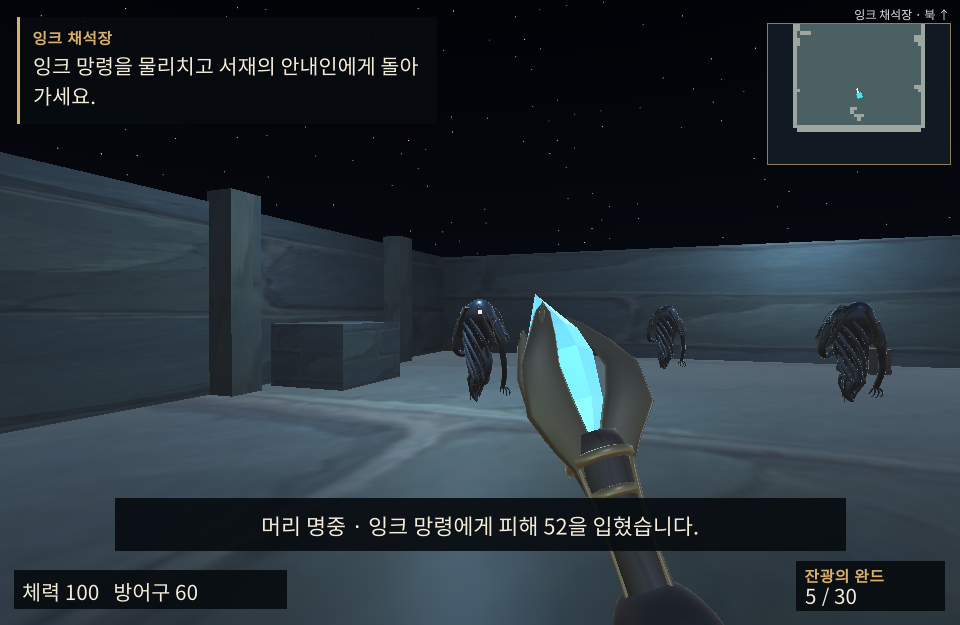 잉크 채석장 · 북 ↑
잉크 채석장
잉크 망령을 물리치고 서재의 안내인에게 돌아
가세요.
머리 명중 · 잉크 망령에게 피해 52을 입혔습니다.
체력 100 방어구 60
잔광의 완드
5 / 30